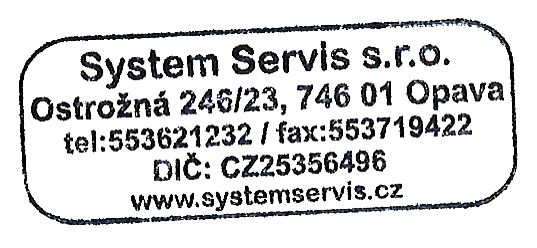 System Servis s.r.o.
Ostrožná 246/23, 746 01 Opava
tel:553621232 / fax:553719422
DIČ: CZ25356496
www.systemservis.cz